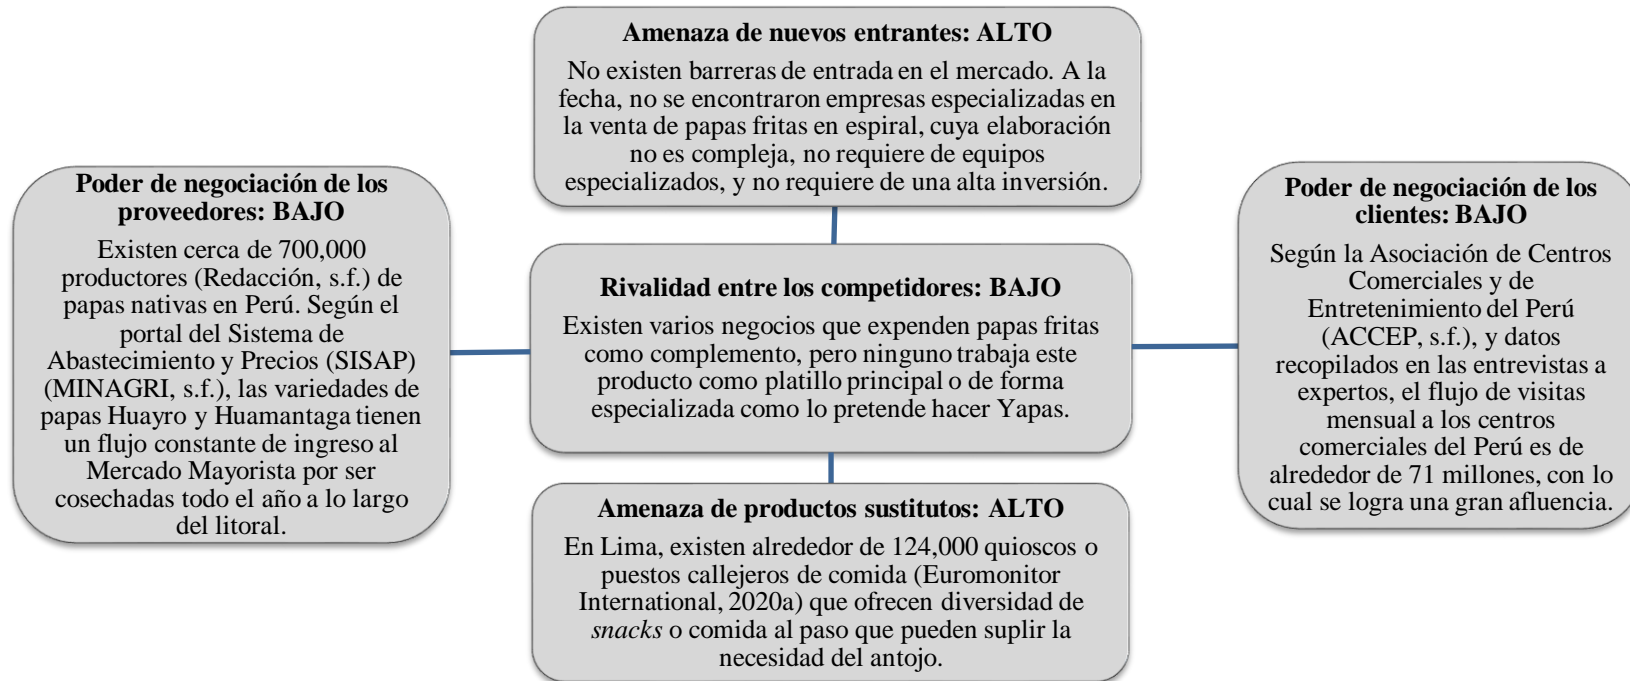 Amenaza de nuevos entrantes: ALTO
No existen barreras de entrada en el mercado. A la
fecha, no se encontraron empresas especializadas en
la venta de papas fritas en espiral, cuya elaboración
no es compleja, no requiere de equipos
especializados, y no requiere de una alta inversión.
Poder de negociación de los
proveedores: BAJO
Existen cerca de 700,000
productores (Redacción, s.f.) de
papas nativas en Perú. Según el
portal del Sistema de
Abastecimiento y Precios (SISAP)
(MINAGRI, s.f.), las variedades de
papas Huayro y Huamantaga tienen
un flujo constante de ingreso al
Mercado Mayorista por ser
cosechadas todo el año a lo largo
del litoral.
Rivalidad entre los competidores: BAJO
Existen varios negocios que expenden papas fritas
como complemento, pero ninguno trabaja este
producto como platillo principal o de forma
especializada como lo pretende hacer Yapas.
Poder de negociación de los
clientes: BAJO
Según la Asociación de Centros
Comerciales y de
Entretenimiento del Perú
(ACCEP, s.f.), y datos
recopilados en las entrevistas a
expertos, el flujo de visitas
mensual a los centros
comerciales del Perú es de
alrededor de 71 millones, con lo
cual se logra una gran afluencia.
Amenaza de productos sustitutos: ALTO
En Lima, existen alrededor de 124,000 quioscos o
puestos callejeros de comida (Euromonitor
International, 2020a) que ofrecen diversidad de
snacks o comida al paso que pueden suplir la
necesidad del antojo.